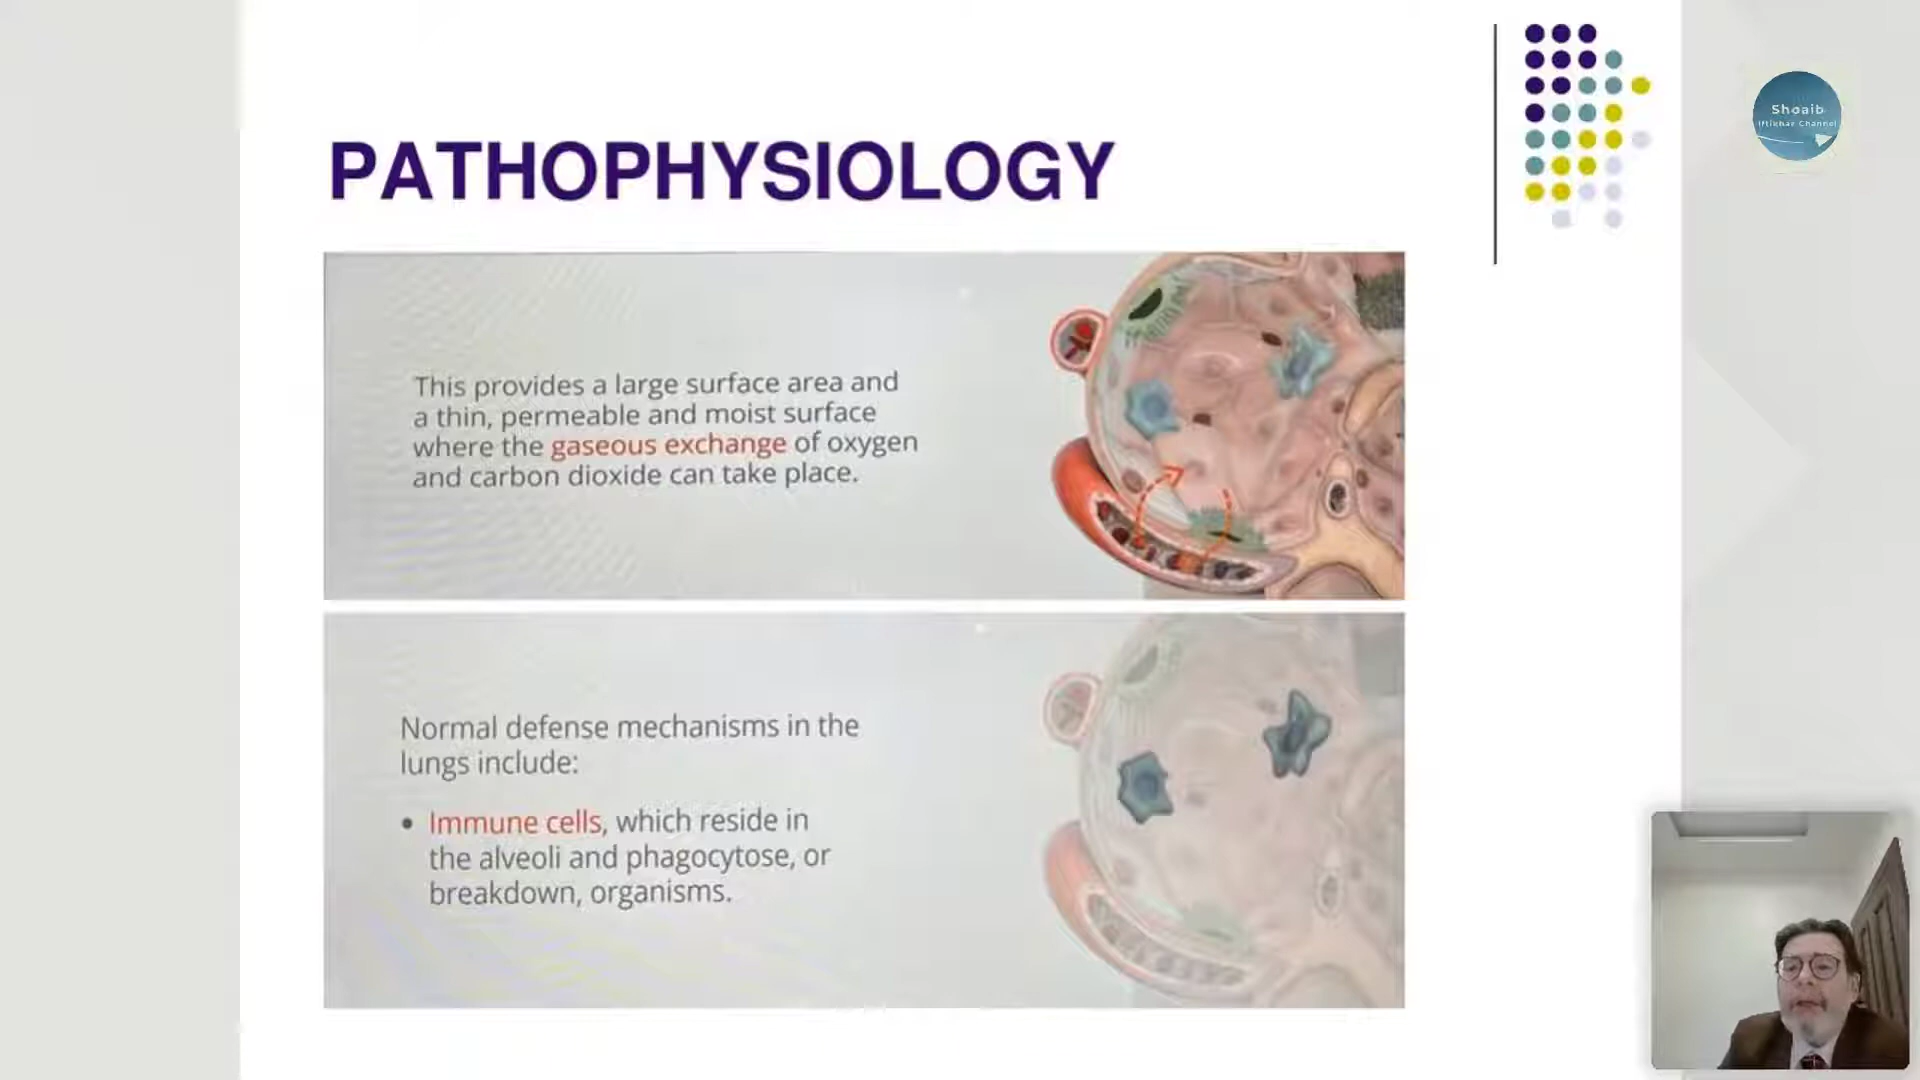 PATHOPHYSIOLOGY
Shoaib
Iftikhar Channel
This provides a large surface area and
a thin, permeable and moist surface
where the gaseous exchange of oxygen
and carbon dioxide can take place.
Normal defense mechanisms in the
lungs include:
• Immune cells, which reside in
the alveoli and phagocytose, or
breakdown, organisms.